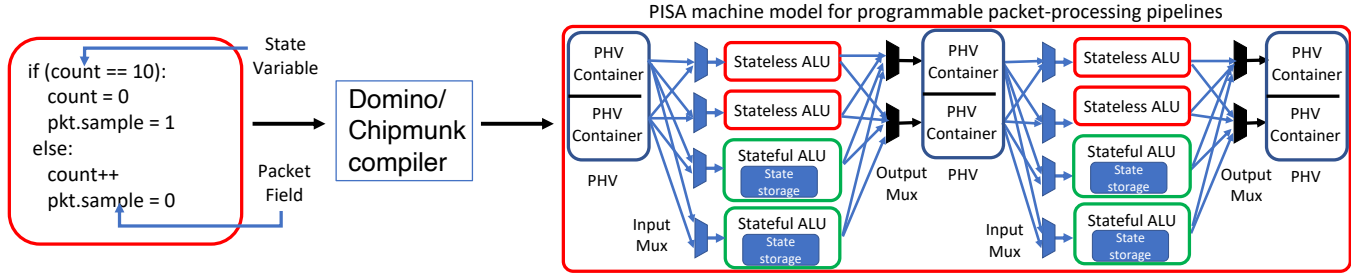 PISA machine model for programmable packet-processing pipelines
State
Variable
if (count == 10):
count = 0
pkt.sample = 1
else:
count++
pkt.sample = 0
Packet
Field
Domino/
Chipmunk
compiler
PHV
Container
PHV
Container
PHV
Input
Mux
Stateless ALU
Stateless ALU
Stateful ALU
State
storage
Stateful ALU
State
storage
Output
Mux
PHV
Container
PHV
Container
PHV
Input
Mux
Stateless ALU
Stateless ALU
Stateful ALU
State
storage
Stateful ALU
State
storage
Output
Mux
PHV
Container
PHV
Container
PHV